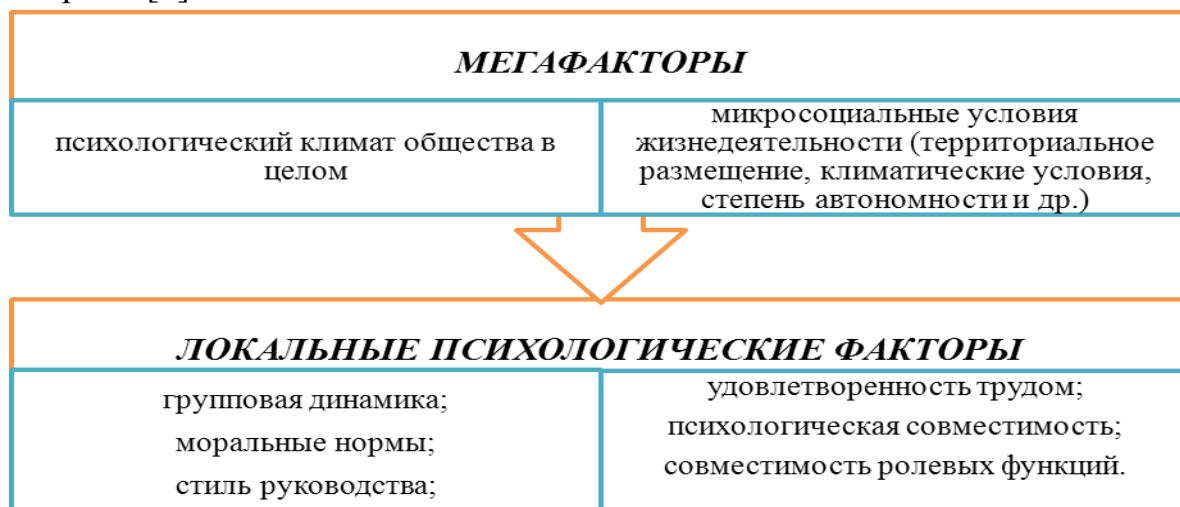 МЕГАФАКТОРЫ
психологический климат общества в
целом
микросоциальные условия
жизнедеятельности (территориальное
размещение, климатические условия,
степень автономности и др.)
ЛОКАЛЬНЫЕ ПСИХОЛОГИЧЕСКИЕ ФАКТОРЫ
групповая динамика;
моральные нормы;
стиль руководства;
удовлетворенность трудом;
психологическая совместимость;
совместимость ролевых функций.